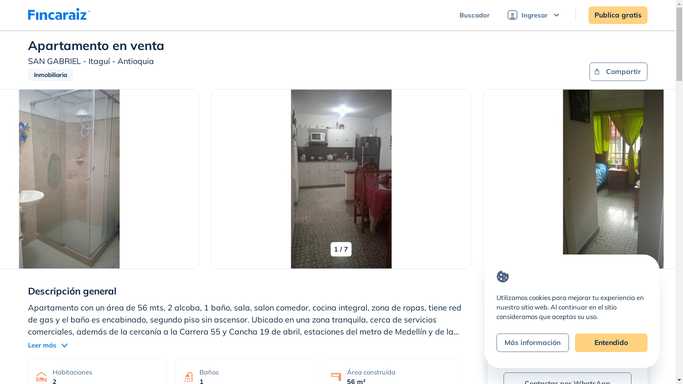 Fincaraiz
Buscador
Ingresar
Publica gratis
Apartamento en venta
SAN GABRIEL - Itaguí - Antioquia
Inmobiliaria
Compartir
1 / 7
Descripción general
Apartamento con un área de 56 mts, 2 alcoba, 1 baño, sala, salon comedor, cocina integral, zona de ropas, tiene red
de gas y el baño es encabinado, segundo piso sin ascensor. Ubicado en una zona tranquila, cerca de servicios
comerciales, además de la cercanía a la Carrera 55 y Cancha 19 de abril, estaciones del metro de Medellín y de la...
Leer más
Habitaciones
2
Baños
1
Área construida
56 m²
Utilizamos cookies para mejorar tu experiencia en
nuestro sitio web. Al continuar en el sitio
consideramos que aceptas su uso.
Más información
Entendido
Contactar por WhatsApp